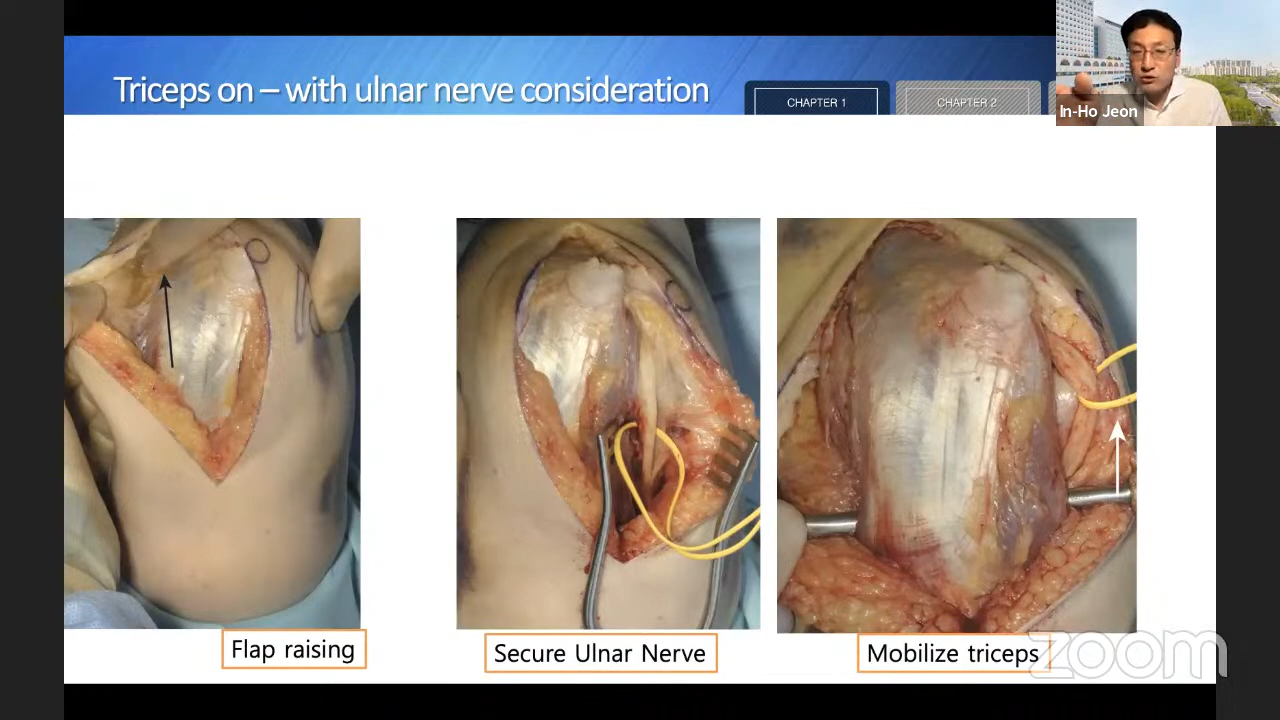 Triceps on – with ulnar nerve consideration
CHAPTER 1
CHAPTER 2
In-Ho Jeon
Flap raising
Secure Ulnar Nerve
Mobilize triceps
zoom